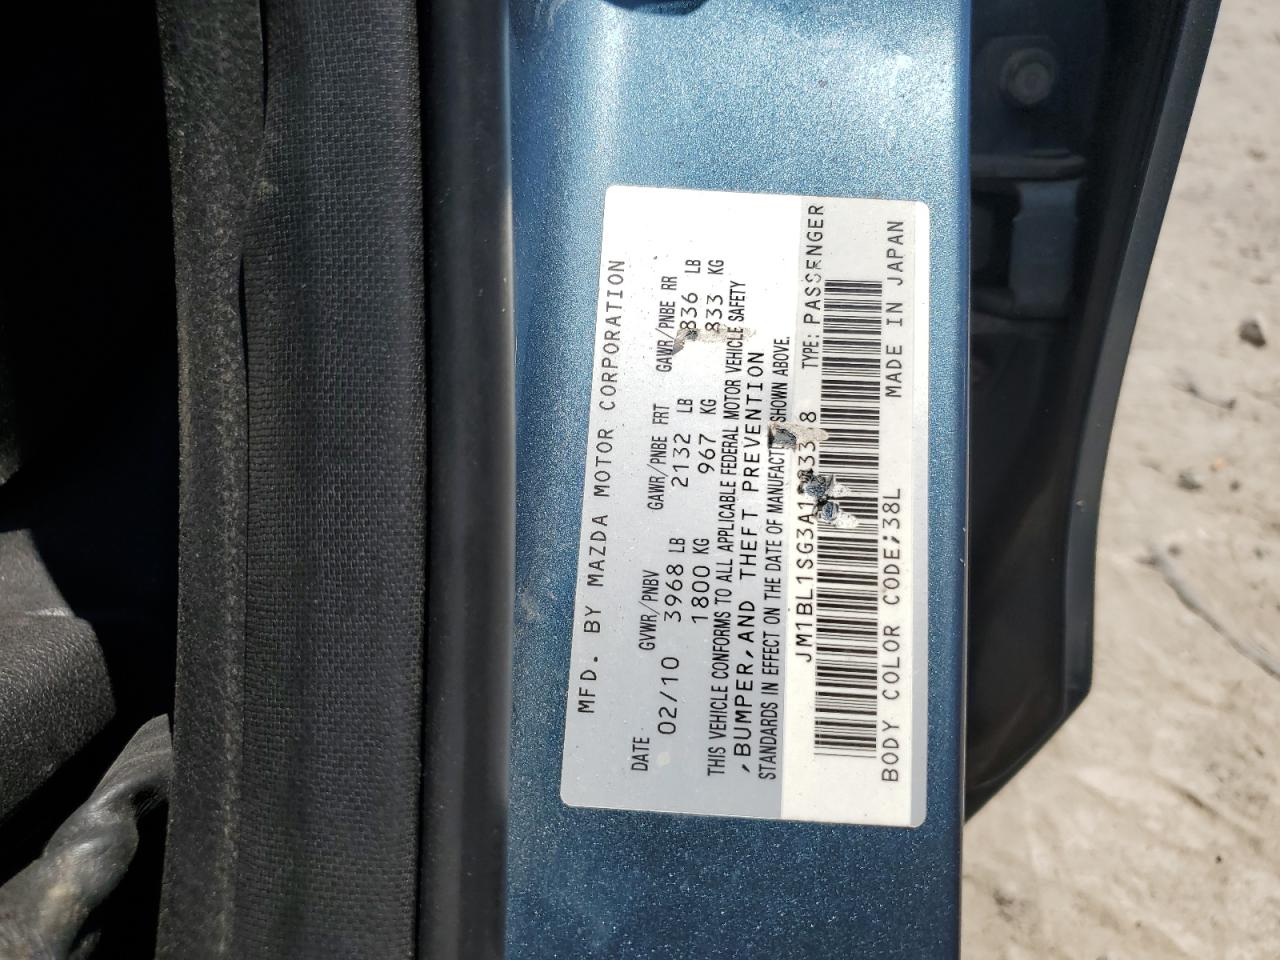 MFD. BY MAZDA MOTOR CORPORATION
DATE GVWR/PNBV GAWR/PNBE FRT GAWR/PNBE RR
02/10 3968 LB 2132 LB 836 LB
1800 KG 967 KG 833 KG
THIS VEHICLE CONFORMS TO ALL APPLICABLE FEDERAL MOTOR VEHICLE SAFETY
,BUMPER,AND THEFT PREVENTION
STANDARDS IN EFFECT ON THE DATE OF SHOWN ABOVE.
TYPE: PASSENGER
BODY COLOR CODE;38L MADE IN JAPAN